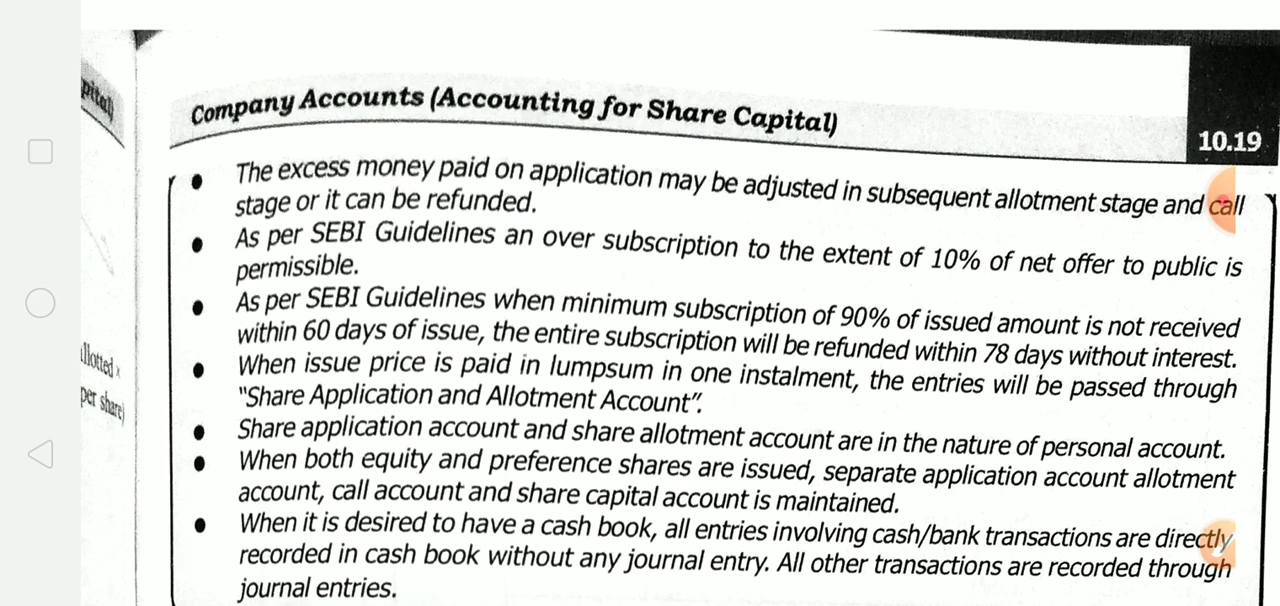 pital)
Company Accounts (Accounting for Share Capital)
10.19
• The excess money paid on application may be adjusted in subsequent allotment stage and call
stage or it can be refunded.
• As per SEBI Guidelines an over subscription to the extent of 10% of net offer to public is
permissible.
• As per SEBI Guidelines when minimum subscription of 90% of issued amount is not received
within 60 days of issue, the entire subscription will be refunded within 78 days without interest.
• When issue price is paid in lumpsum in one instalment, the entries will be passed through
"Share Application and Allotment Account".
• Share application account and share allotment account are in the nature of personal account.
• When both equity and preference shares are issued, separate application account allotment
account, call account and share capital account is maintained.
• When it is desired to have a cash book, all entries involving cash/bank transactions are directly
recorded in cash book without any journal entry. All other transactions are recorded through
journal entries.
llotted x
per share)